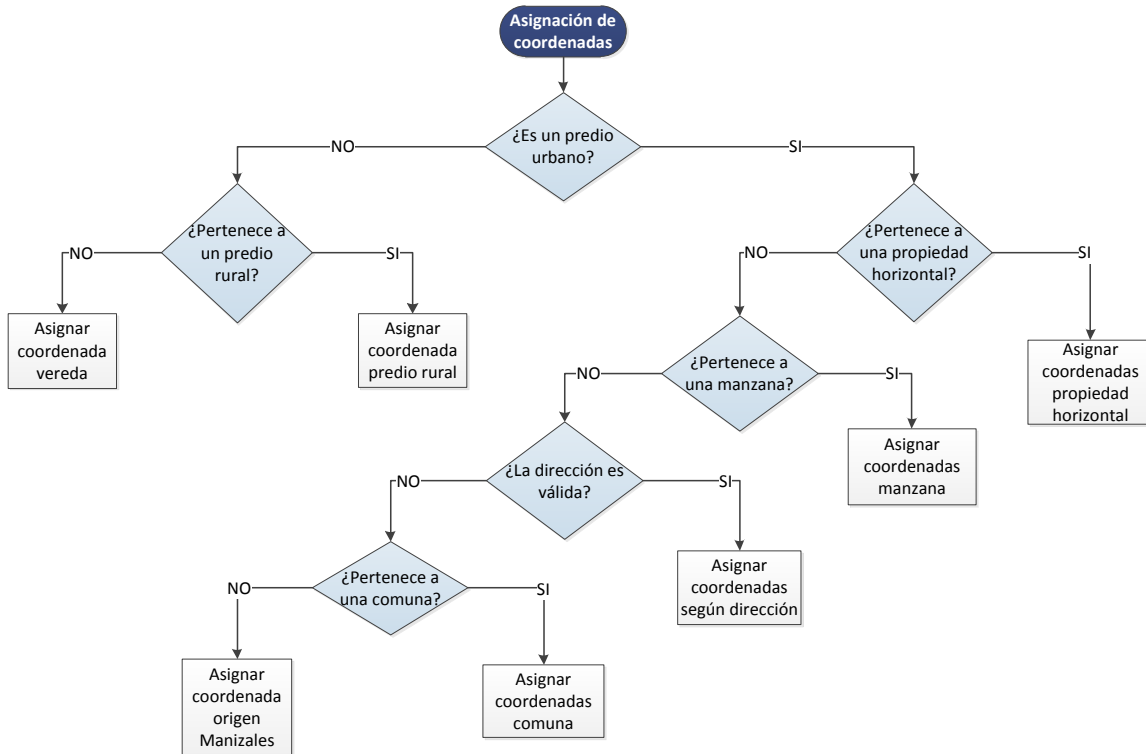 Asignación de
coordenadas
¿Es un predio
urbano?
NO
SI
¿Pertenece a
un predio
rural?
¿Pertenece a
una propiedad
horizontal?
NO
SI
NO
SI
Asignar
coordenada
vereda
Asignar
coordenada
predio rural
¿Pertenece a
una manzana?
Asignar
coordenadas
propiedad
horizontal
NO
SI
¿La dirección es
válida?
Asignar
coordenadas
manzana
NO
SI
¿Pertenece a
una comuna?
Asignar
coordenadas
según dirección
NO
SI
Asignar
coordenada
origen
Manizales
Asignar
coordenadas
comuna